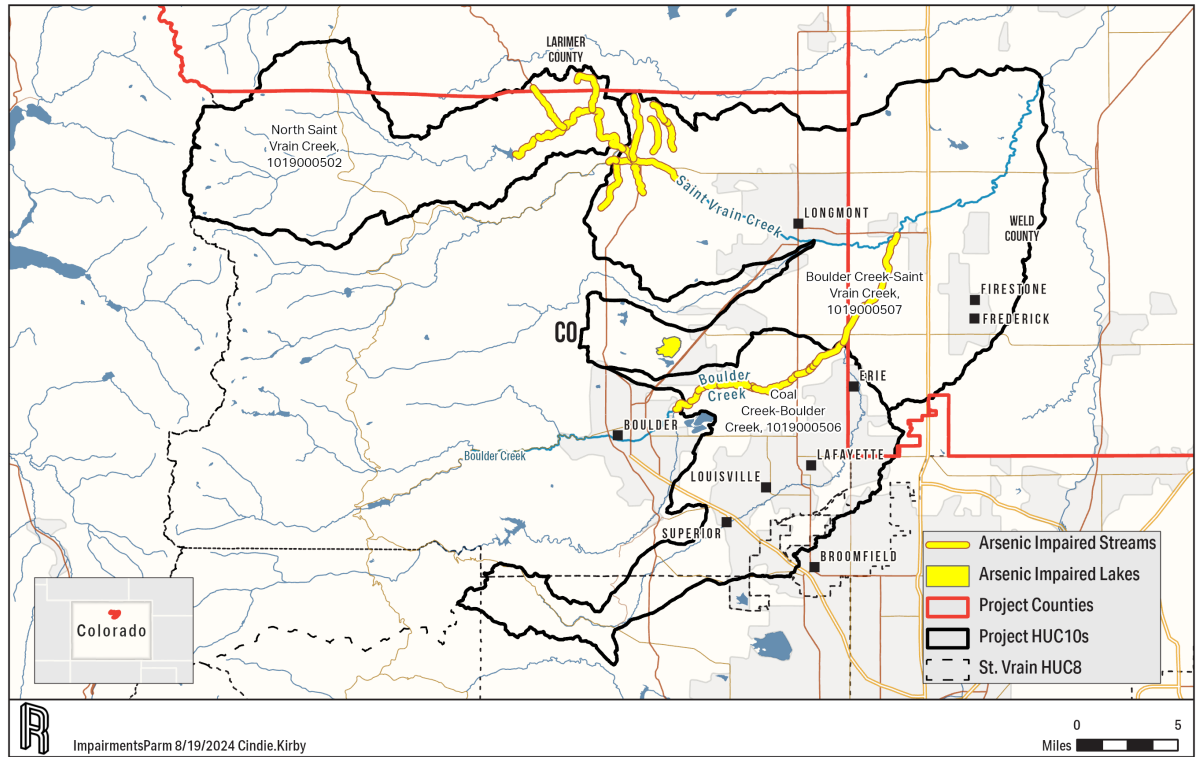 LARIMER
COUNTY
North Saint
Vrain Creek,
1019000502
Saint-Vrain-Creek
LONGMONT
WELD
COUNTY
Boulder Creek-Saint
Vrain Creek,
1019000507
FIRESTONE
FREDERICK
CO
Boulder
Creek
ERIE
Coal
Creek-Boulder
Creek, 1019000506
BOULDER
Boulder Creek
LAFAYETTE
LOUISVILLE
SUPERIOR
BROOMFIELD
Arsenic Impaired Streams
Arsenic Impaired Lakes
Project Counties
Project HUC10s
St. Vrain HUC8
Colorado
R
ImpairmentsParm 8/19/2024 Cindie.Kirby
0 5
Miles